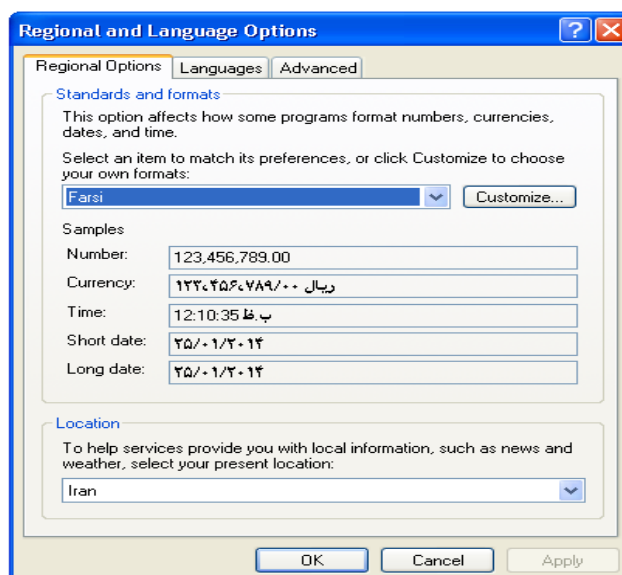 Regional and Language Options
Regional Options Languages Advanced
Standards and formats
This option affects how some programs format numbers, currencies,
dates, and time.
Select an item to match its preferences, or click Customize to choose
your own formats:
Farsi Customize...
Samples
Number: 123,456,789.00
Currency: ریال ۱۲۳،۴۵۶،۷۸۹/۰۰
Time: 12:10:35 ب.ظ
Short date: ۲۵/۰۱/۲۰۱۴
Long date: ۲۵/۰۱/۲۰۱۴
Location
To help services provide you with local information, such as news and
weather, select your present location:
Iran
OK Cancel Apply